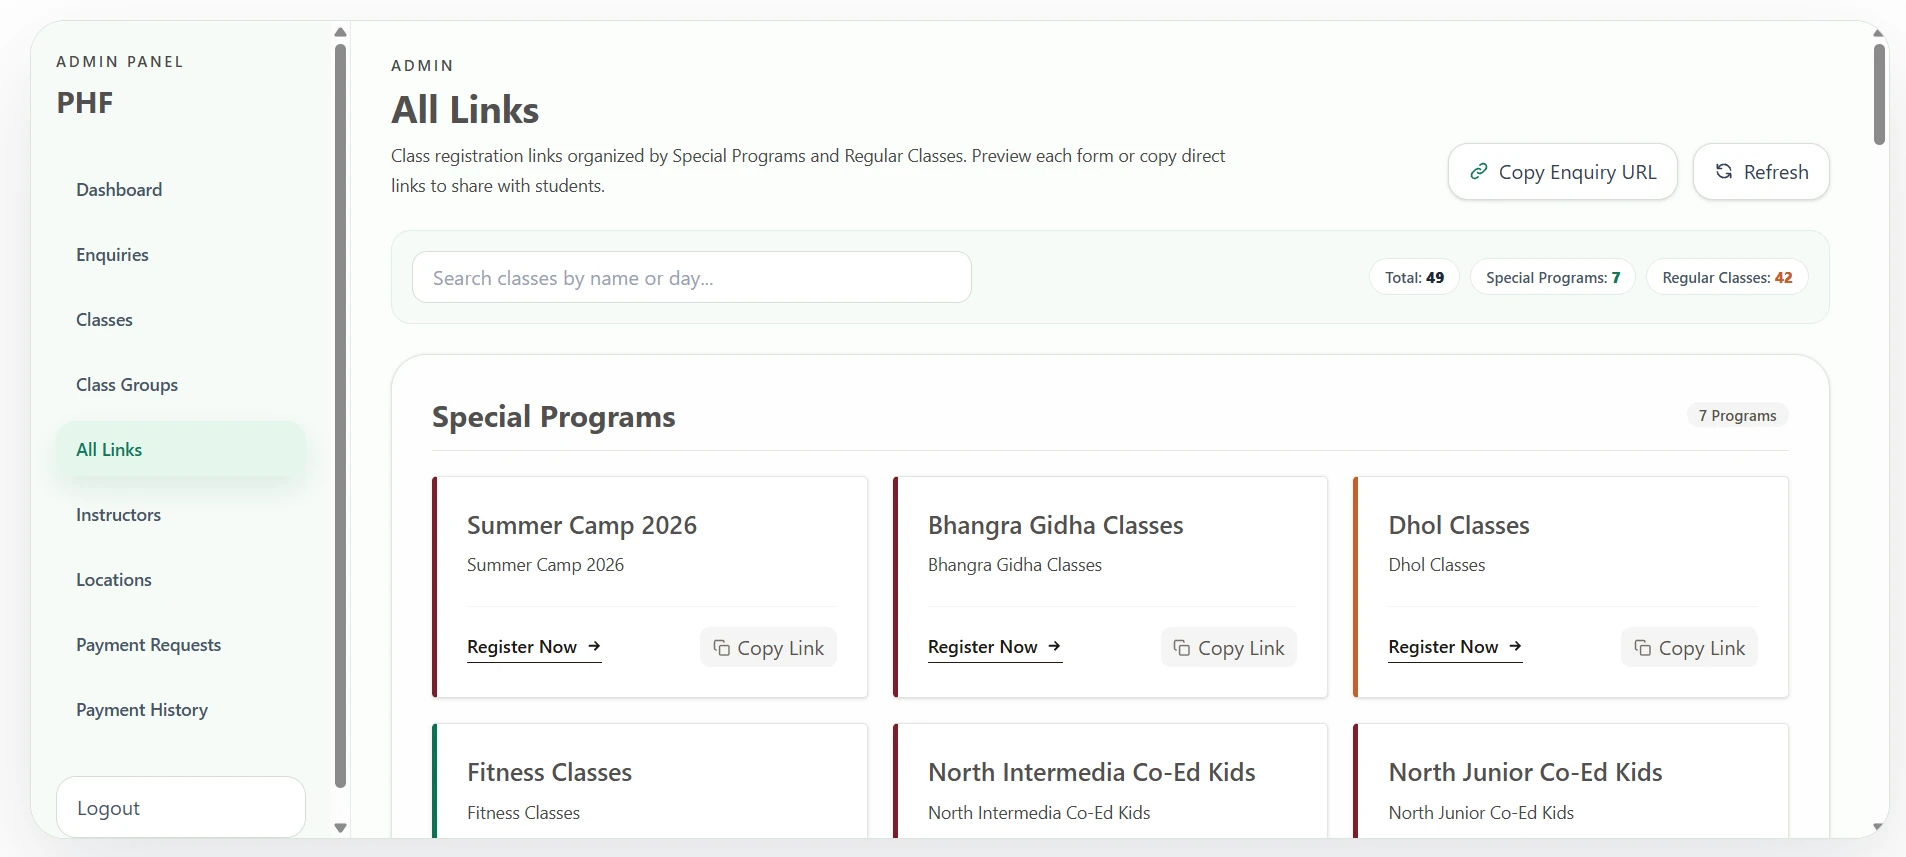 ADMIN PANEL
PHF
Dashboard
Enquiries
Classes
Class Groups
All Links
Instructors
Locations
Payment Requests
Payment History
Logout
ADMIN
All Links
Class registration links organized by Special Programs and Regular Classes. Preview each form or copy direct
links to share with students.
Copy Enquiry URL
Refresh
Search classes by name or day...
Total: 49
Special Programs: 7
Regular Classes: 42
Special Programs
7 Programs
Summer Camp 2026
Summer Camp 2026
Register Now →
Copy Link
Bhangra Gidha Classes
Bhangra Gidha Classes
Register Now →
Copy Link
Dhol Classes
Dhol Classes
Register Now →
Copy Link
Fitness Classes
Fitness Classes
North Intermedia Co-Ed Kids
North Intermedia Co-Ed Kids
North Junior Co-Ed Kids
North Junior Co-Ed Kids